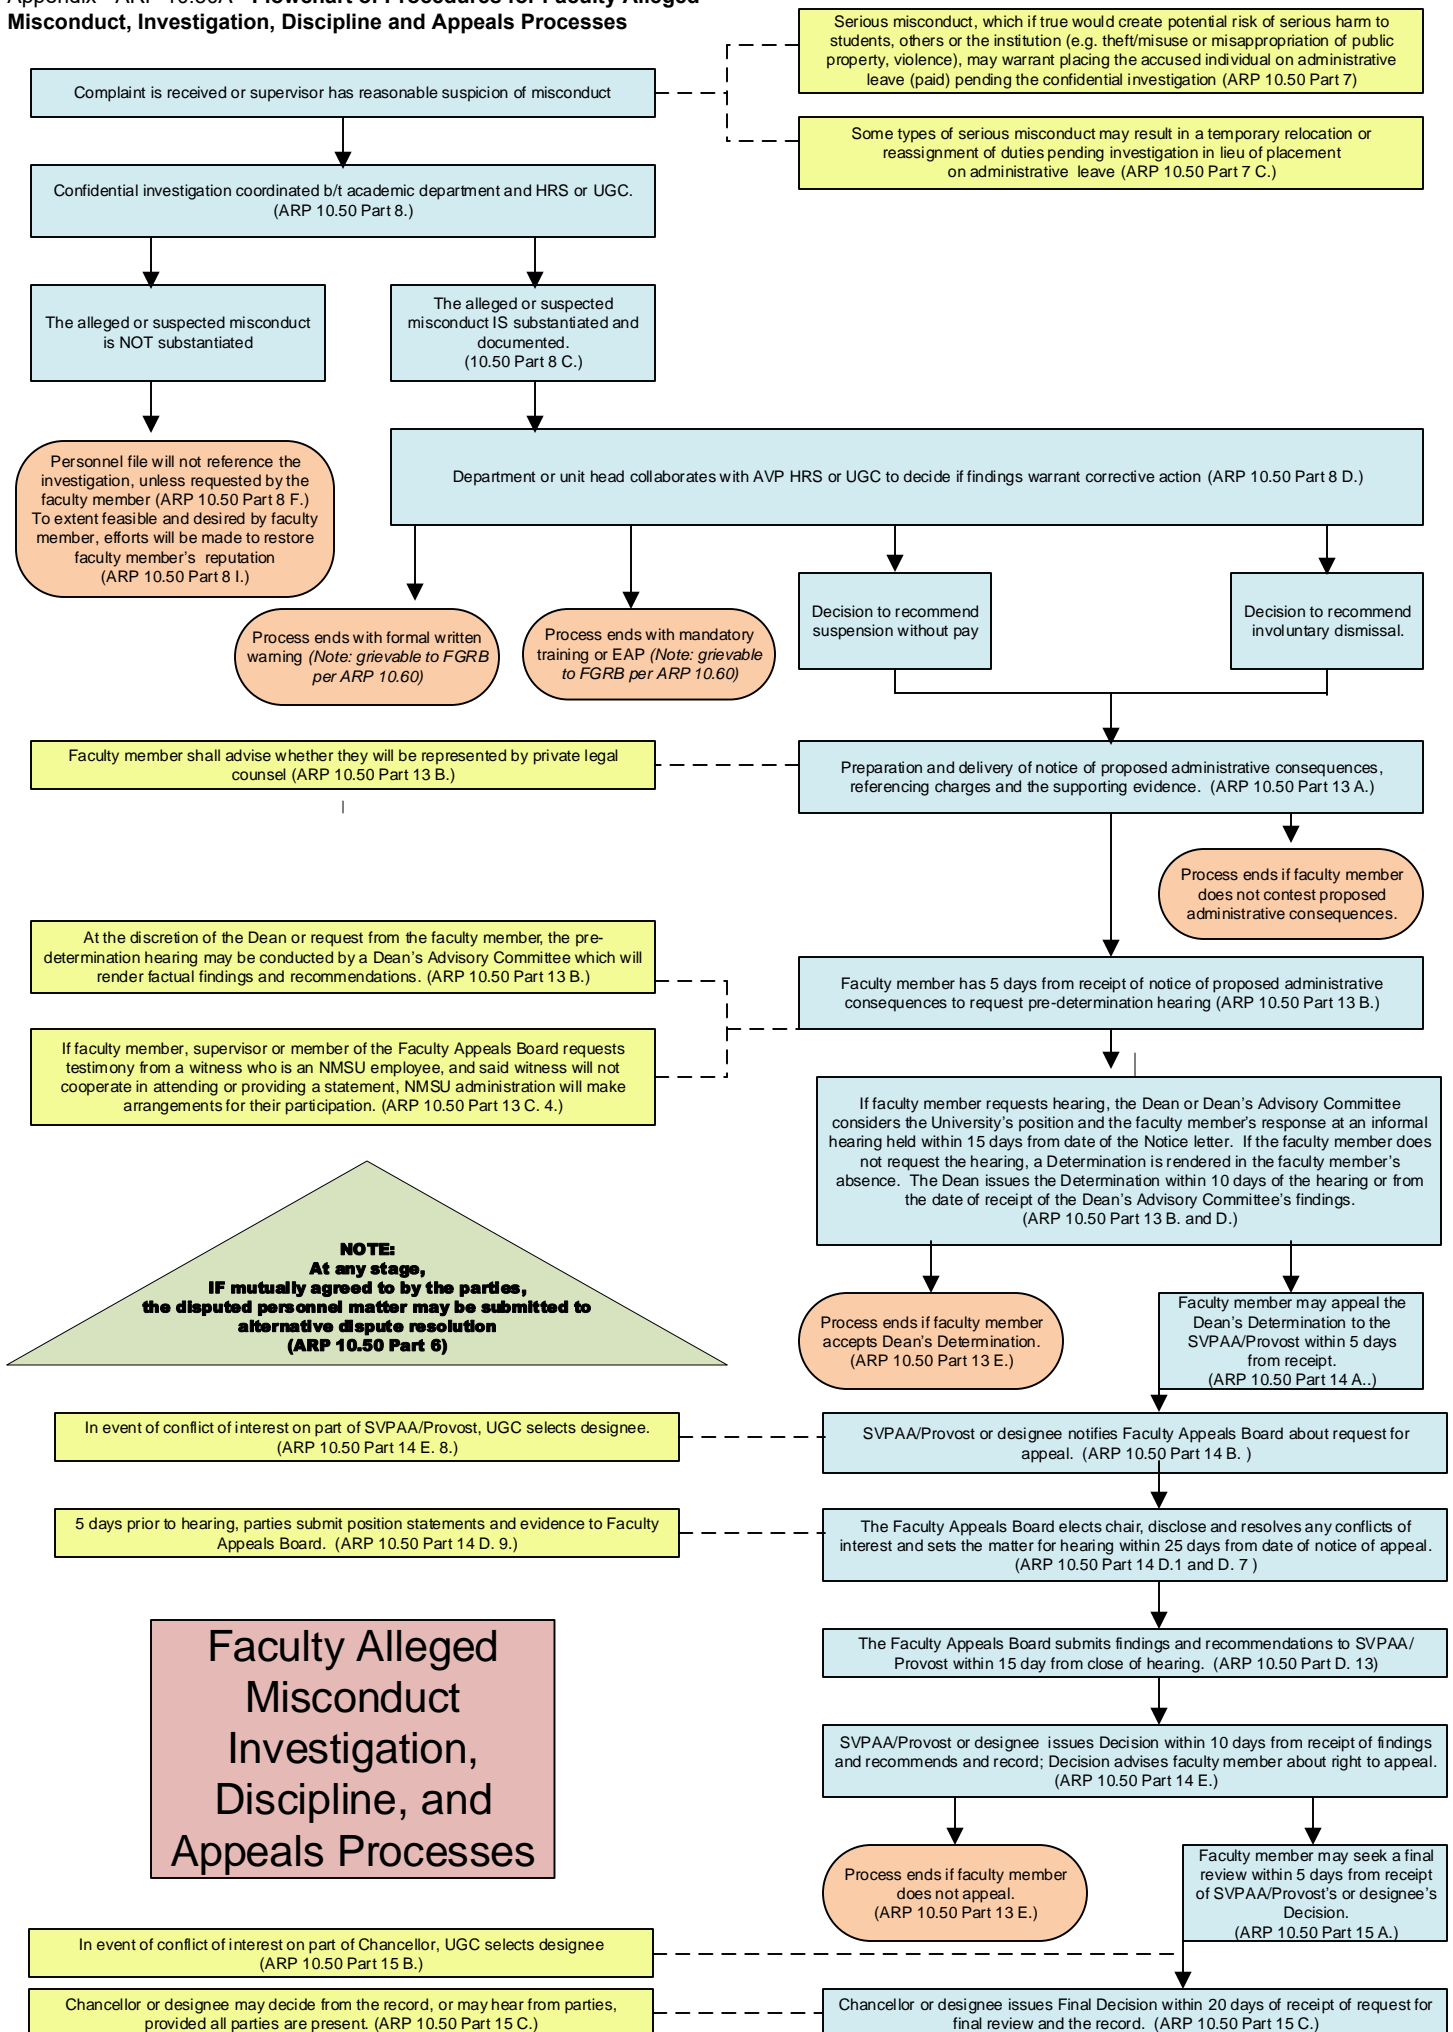 Appendix - ARP 10.50A - Flowchart of Procedures for Faculty Alleged
Misconduct, Investigation, Discipline and Appeals Processes
Serious misconduct, which if true would create potential risk of serious harm to
students, others or the institution (e.g. theft/misuse or misappropriation of public
property, violence), may warrant placing the accused individual on administrative
leave (paid) pending the confidential investigation (ARP 10.50 Part 7)
Complaint is received or supervisor has reasonable suspicion of misconduct
Some types of serious misconduct may result in a temporary relocation or
reassignment of duties pending investigation in lieu of placement
on administrative leave (ARP 10.50 Part 7 C.)
Confidential investigation coordinated b/t academic department and HRS or UGC.
(ARP 10.50 Part 8.)
The alleged or suspected misconduct
is NOT substantiated
The alleged or suspected
misconduct IS substantiated and
documented.
(10.50 Part 8 C.)
Personnel file will not reference the
investigation, unless requested by the
faculty member (ARP 10.50 Part 8 F.)
To extent feasible and desired by faculty
member, efforts will be made to restore
faculty member's reputation
(ARP 10.50 Part 8 I.)
Department or unit head collaborates with AVP HRS or UGC to decide if findings warrant corrective action (ARP 10.50 Part 8 D.)
Process ends with formal written
warning (Note: grievable to FGRB
per ARP 10.60)
Process ends with mandatory
training or EAP (Note: grievable
to FGRB per ARP 10.60)
Decision to recommend
suspension without pay
Decision to recommend
involuntary dismissal.
Faculty member shall advise whether they will be represented by private legal
counsel (ARP 10.50 Part 13 B.)
Preparation and delivery of notice of proposed administrative consequences,
referencing charges and the supporting evidence. (ARP 10.50 Part 13 A.)
Process ends if faculty member
does not contest proposed
administrative consequences.
At the discretion of the Dean or request from the faculty member, the pre-
determination hearing may be conducted by a Dean's Advisory Committee which will
render factual findings and recommendations. (ARP 10.50 Part 13 B.)
Faculty member has 5 days from receipt of notice of proposed administrative
consequences to request pre-determination hearing (ARP 10.50 Part 13 B.)
If faculty member, supervisor or member of the Faculty Appeals Board requests
testimony from a witness who is an NMSU employee, and said witness will not
cooperate in attending or providing a statement, NMSU administration will make
arrangements for their participation. (ARP 10.50 Part 13 C. 4.)
If faculty member requests hearing, the Dean or Dean's Advisory Committee
considers the University's position and the faculty member's response at an informal
hearing held within 15 days from date of the Notice letter. If the faculty member does
not request the hearing, a Determination is rendered in the faculty member's
absence. The Dean issues the Determination within 10 days of the hearing or from
the date of receipt of the Dean's Advisory Committee's findings.
(ARP 10.50 Part 13 B. and D.)
NOTE:
At any stage,
IF mutually agreed to by the parties,
the disputed personnel matter may be submitted to
alternative dispute resolution
(ARP 10.50 Part 6)
Process ends if faculty member
accepts Dean's Determination.
(ARP 10.50 Part 13 E.)
Faculty member may appeal the
Dean's Determination to the
SVPAA/Provost within 5 days
from receipt.
(ARP 10.50 Part 14 A..)
In event of conflict of interest on part of SVPAA/Provost, UGC selects designee.
(ARP 10.50 Part 14 E. 8.)
SVPAA/Provost or designee notifies Faculty Appeals Board about request for
appeal. (ARP 10.50 Part 14 B. )
5 days prior to hearing, parties submit position statements and evidence to Faculty
Appeals Board. (ARP 10.50 Part 14 D. 9.)
The Faculty Appeals Board elects chair, disclose and resolves any conflicts of
interest and sets the matter for hearing within 25 days from date of notice of appeal.
(ARP 10.50 Part 14 D.1 and D. 7 )
Faculty Alleged
Misconduct
Investigation,
Discipline, and
Appeals Processes
The Faculty Appeals Board submits findings and recommendations to SVPAA/
Provost within 15 day from close of hearing. (ARP 10.50 Part D. 13)
SVPAA/Provost or designee issues Decision within 10 days from receipt of findings
and recommends and record; Decision advises faculty member about right to appeal.
(ARP 10.50 Part 14 E.)
Process ends if faculty member
does not appeal.
(ARP 10.50 Part 13 E.)
Faculty member may seek a final
review within 5 days from receipt
of SVPAA/Provost's or designee's
Decision.
(ARP 10.50 Part 15 A.)
In event of conflict of interest on part of Chancellor, UGC selects designee
(ARP 10.50 Part 15 B.)
Chancellor or designee may decide from the record, or may hear from parties,
provided all parties are present. (ARP 10.50 Part 15 C.)
Chancellor or designee issues Final Decision within 20 days of receipt of request for
final review and the record. (ARP 10.50 Part 15 C.)